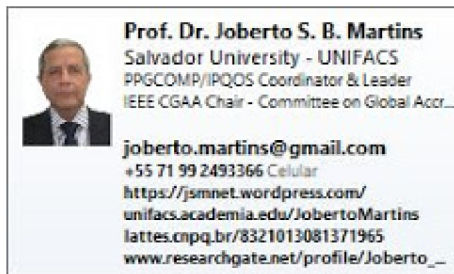 Prof. Dr. Joberto S. B. Martins
Salvador University - UNIFACS
PPGCOMP/IPQOS Coordinator & Leader
IEEE CGAA Chair - Committee on Global Accr...
joberto.martins@gmail.com
+55 71 99 2493366 Celular
https://jsmnet.wordpress.com/
unifacs.academia.edu/JobertoMartins
lattes.cnpq.br/8321013081371965
www.researchgate.net/profile/Joberto_...